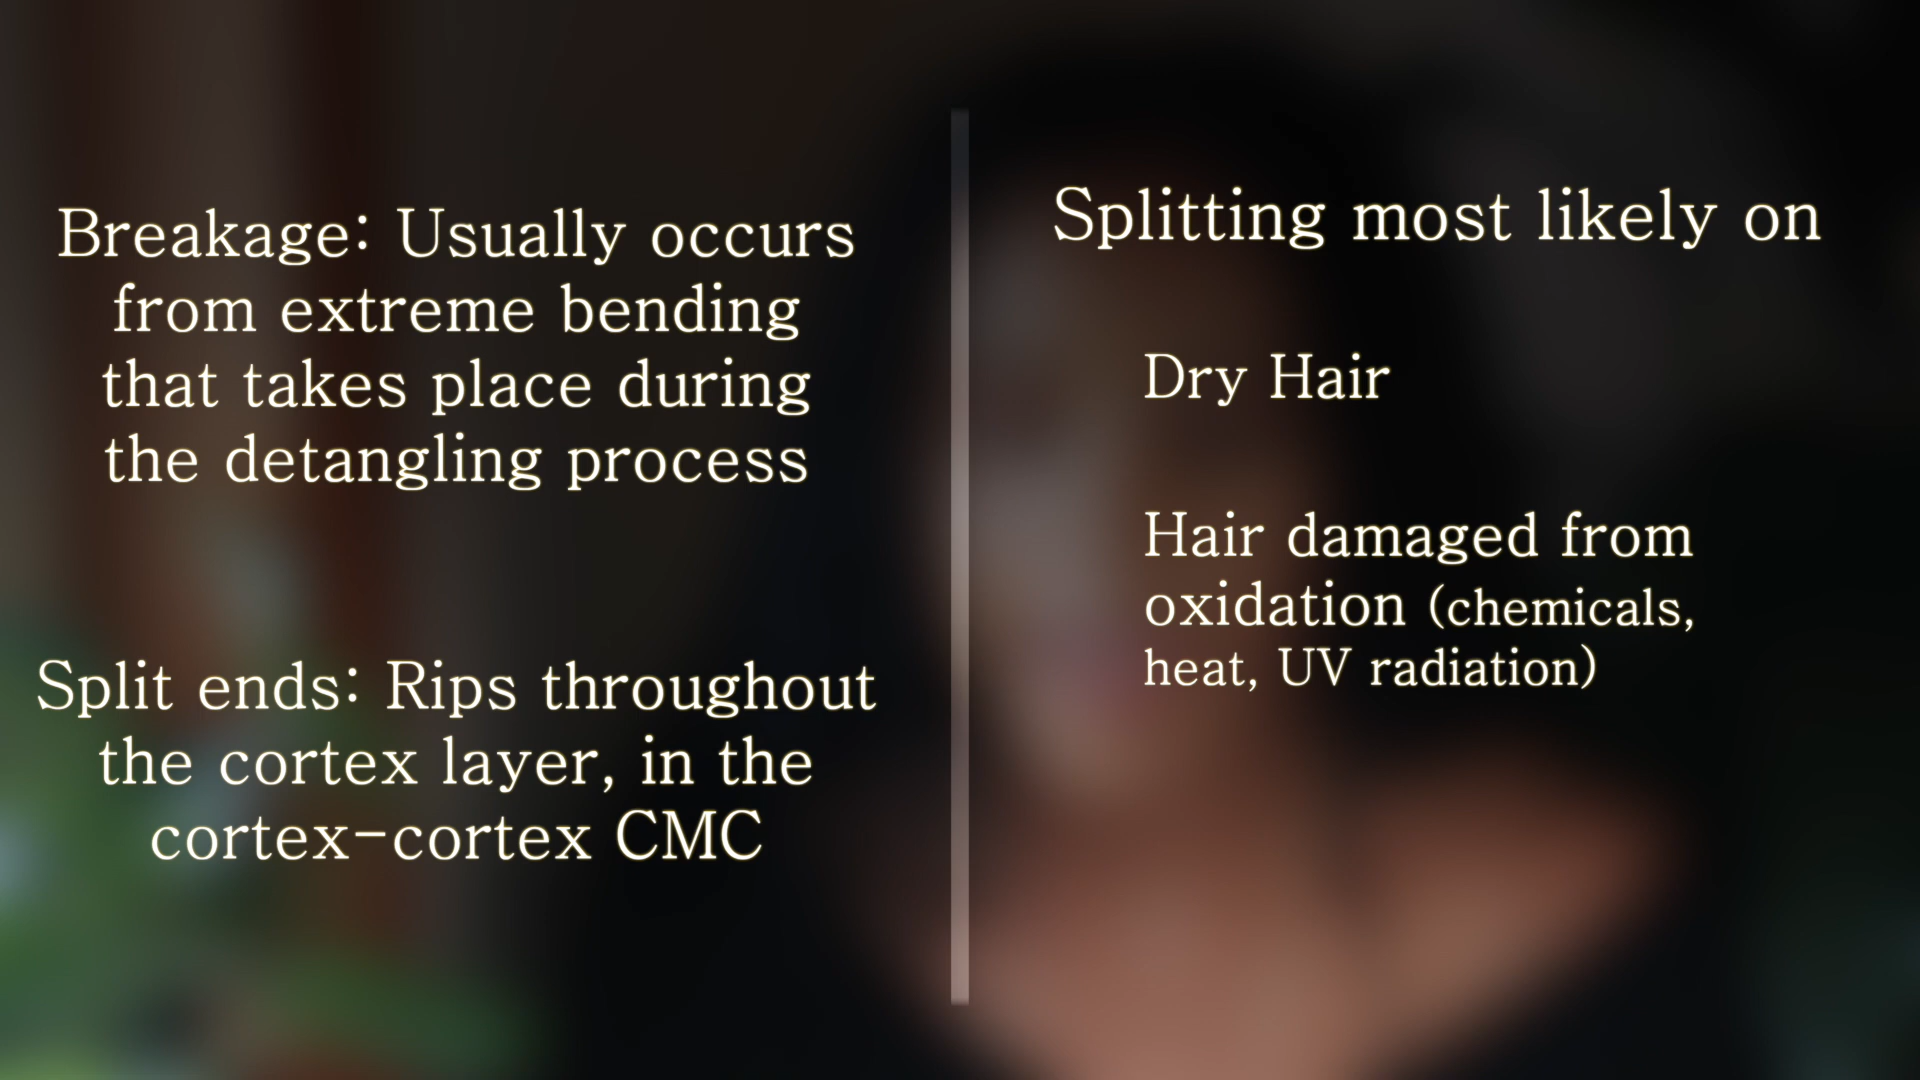 Breakage: Usually occurs
from extreme bending
that takes place during
the detangling process
Split ends: Rips throughout
the cortex layer, in the
cortex-cortex CMC
Splitting most likely on
Dry Hair
Hair damaged from
oxidation (chemicals,
heat, UV radiation)